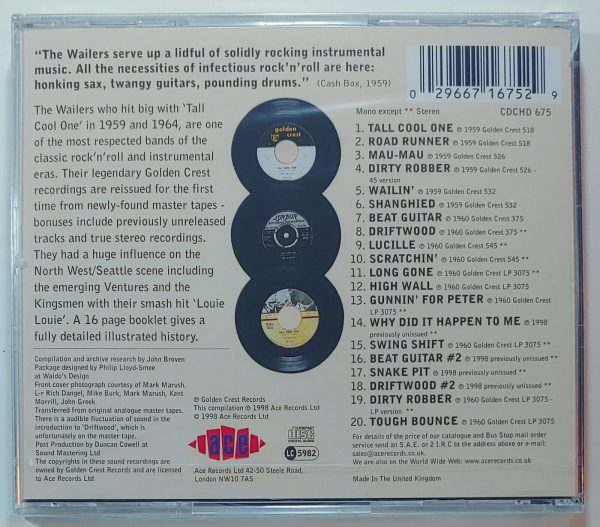 "The Wailers serve up a lidful of solidly rocking instrumental
music. All the necessities of infectious rock'n'roll are here:
honking sax, twangy guitars, pounding drums." (Cash Box, 1959)
The Wailers who hit big with 'Tall
Cool One' in 1959 and 1964, are one
of the most respected bands of the
classic rock'n'roll and instrumental
eras. Their legendary Golden Crest
recordings are reissued for the first
time from newly-found master tapes -
bonuses include previously unreleased
tracks and true stereo recordings.
They had a huge influence on the
North West/Seattle scene including
the emerging Ventures and the
Kingsmen with their smash hit 'Louie
Louie'. A 16 page booklet gives a
fully detailed illustrated history.
Compilation and archive research by John Broven
Package designed by Philip Lloyd-Smee
at Waldo's Design
Front cover photograph courtesy of Mark Marush.
L-r Rich Dangel, Mike Burk, Mark Marush, Kent
Morrill, John Greek
Transferred from original analogue master tapes.
There is a audible fluctuation of sound in the
introduction to 'Driftwood', which is
unfortunately on the master tape.
Post Production by Duncan Cowell at
Sound Mastering Ltd
The copyrights in these sound recordings are
owned by Golden Crest Records and are licensed
to Ace Records Ltd
golden
crest
LONDON
℗ Golden Crest Records
This compilation ℗ 1998 Ace Records Ltd
© 1998 Ace Records Ltd
ace
COMPACT
disc
DIGITAL AUDIO
LC 5982
Ace Records Ltd 42-50 Steele Road,
London NW10 7AS
0 29667 16752 9
Mono except ** Stereo
CDCHD 675
1. TALL COOL ONE ℗ 1959 Golden Crest 518
2. ROAD RUNNER ℗ 1959 Golden Crest 518
3. MAU-MAU ℗ 1959 Golden Crest 526
4. DIRTY ROBBER ℗ 1959 Golden Crest 526 -
45 version
5. WAILIN' ℗ 1959 Golden Crest 532
6. SHANGHIED ℗ 1959 Golden Crest 532
7. BEAT GUITAR ℗ 1960 Golden Crest 375
8. DRIFTWOOD ℗ 1960 Golden Crest 375 **
9. LUCILLE ℗ 1960 Golden Crest 545 **
10. SCRATCHIN' ℗ 1960 Golden Crest 545 **
11. LONG GONE ℗ 1960 Golden Crest LP 3075 **
12. HIGH WALL ℗ 1960 Golden Crest LP 3075 **
13. GUNNIN' FOR PETER ℗ 1960 Golden Crest
LP 3075 **
14. WHY DID IT HAPPEN TO ME ℗ 1998
previously unissued **
15. SWING SHIFT ℗ 1960 Golden Crest LP 3075 **
16. BEAT GUITAR #2 ℗ 1998 previously unissued **
17. SNAKE PIT ℗ 1998 previously unissued **
18. DRIFTWOOD #2 ℗ 1998 previously unissued **
19. DIRTY ROBBER ℗ 1960 Golden Crest LP 3075 -
LP version **
20. TOUGH BOUNCE ℗ 1960 Golden Crest LP 3075 **
For details of the price of our catalogue and Bus Stop mail order
service send an S.A.E. or 2 I.R.C to the address above or e-mail:
sales@acerecords.co.uk.
We are also on the World Wide Web: www.acerecords.co.uk
Made In The United Kingdom